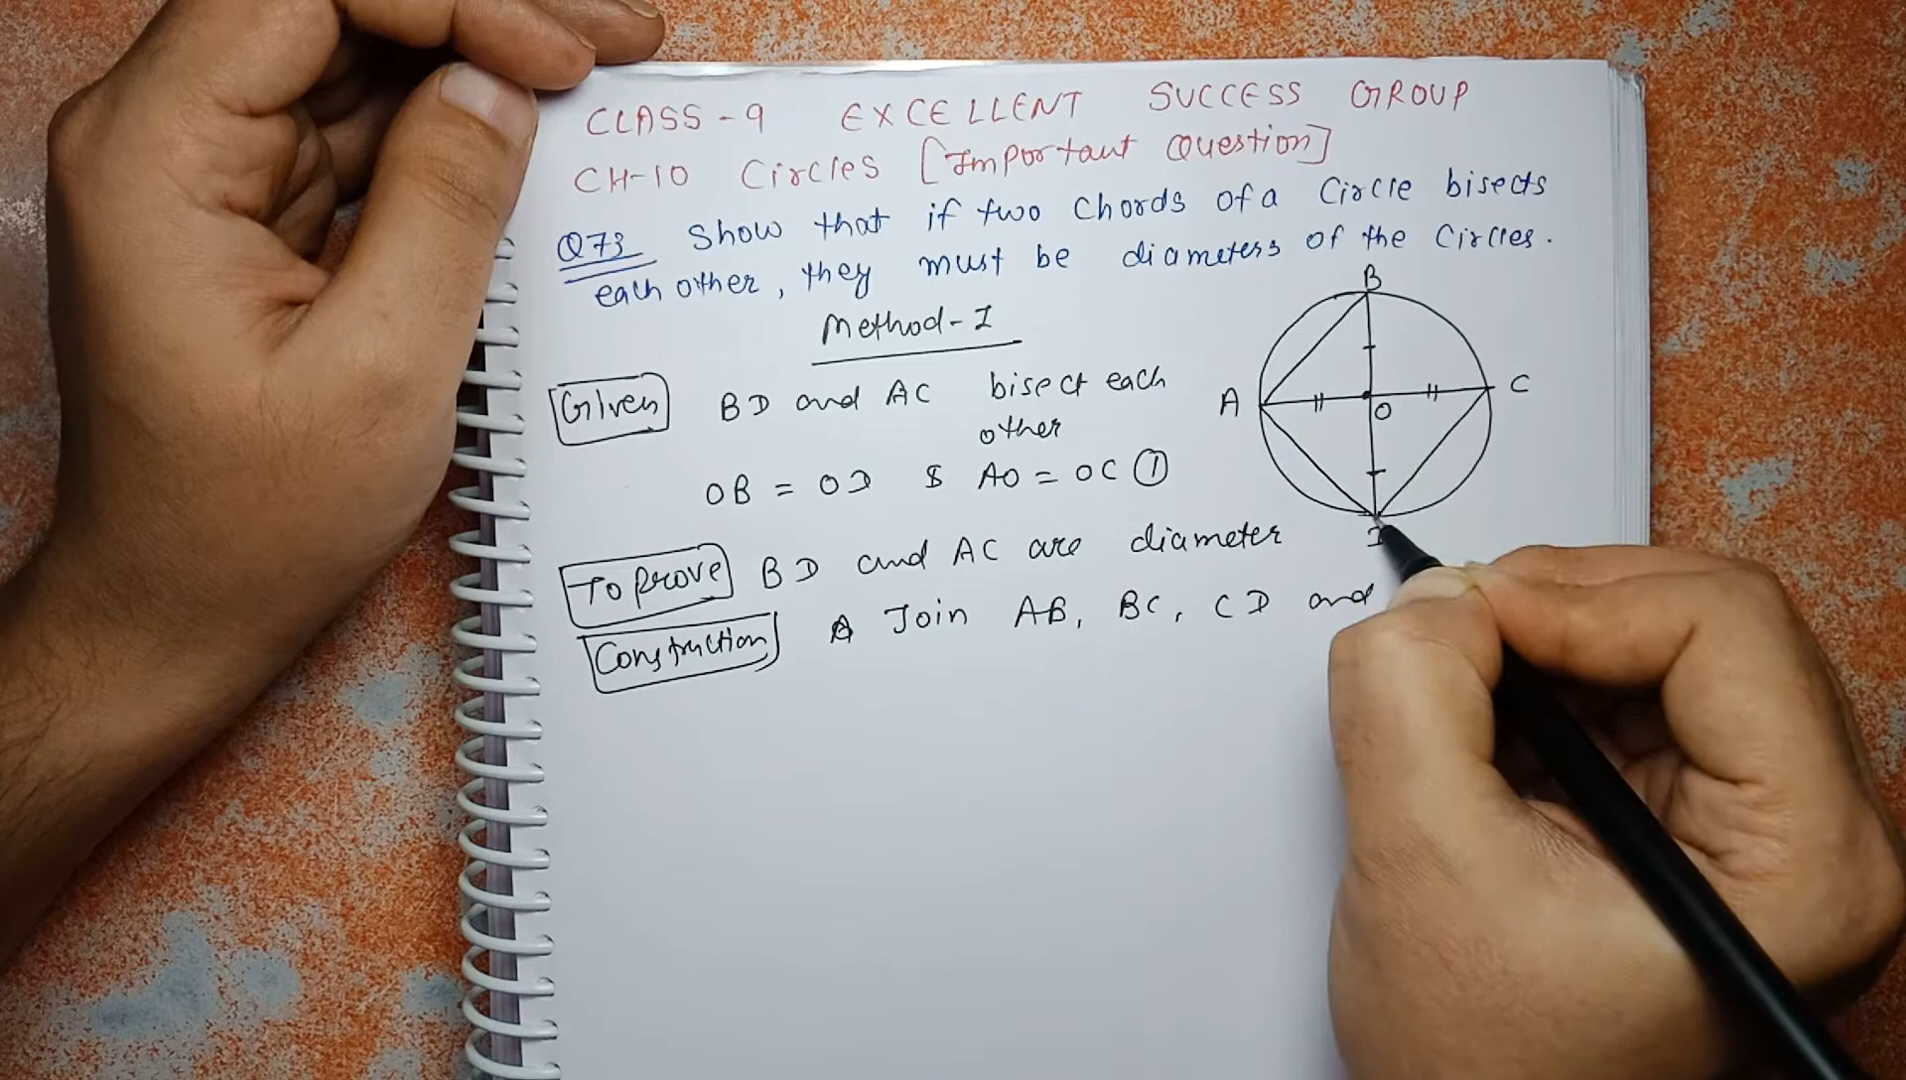 CLASS-9 EXCELLENT SUCCESS GROUP
CH-10 Circles [Important Question]
Q73 Show that if two chords of a circle bisects
each other, they must be diameters of the circles.
Method-I
Given BD and AC bisect each
other
OB = OD & AO = OC ①
To prove BD and AC are diameter
Construction Join AB, BC, CD and
B
A
C
O